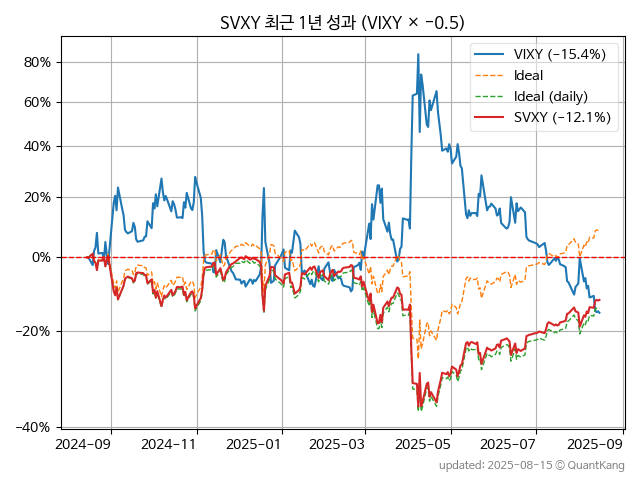 SVXY 최근 1년 성과 (VIXY × −0.5)
VIXY (−15.4%)
Ideal
Ideal (daily)
SVXY (−12.1%)
80%
60%
40%
20%
0%
−20%
−40%
2024-09
2024-11
2025-01
2025-03
2025-05
2025-07
2025-09
updated: 2025-08-15 © QuantKang